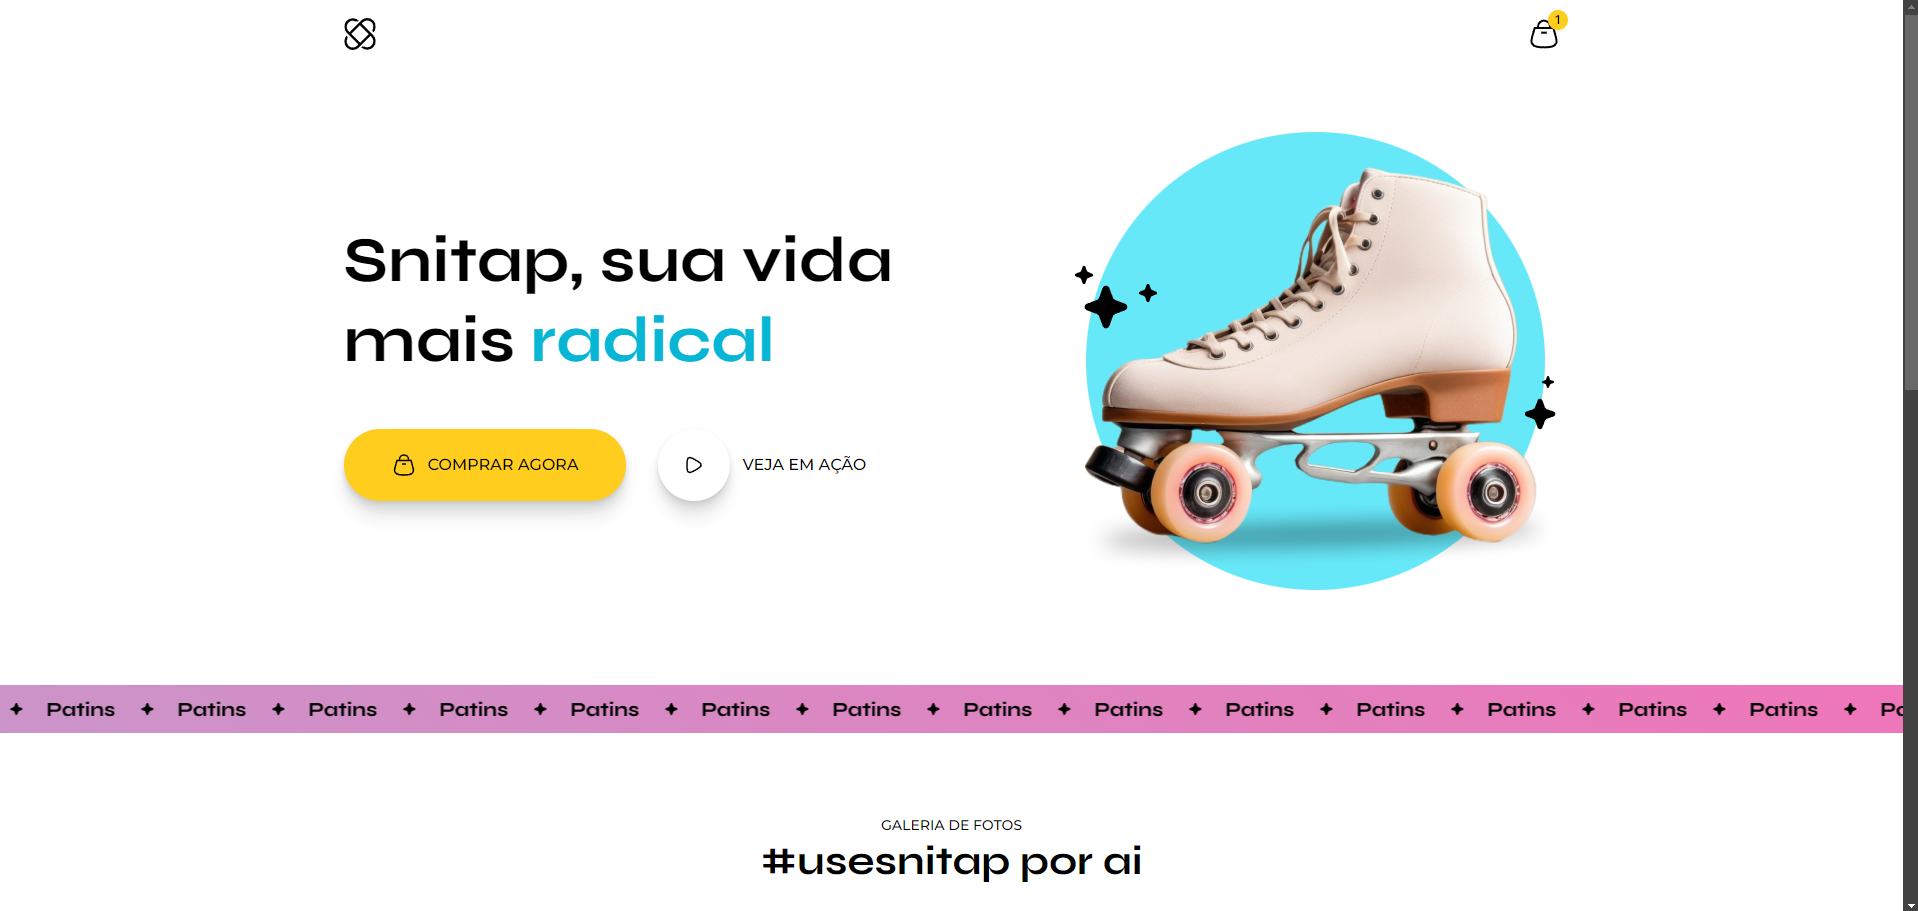 1
Snitap, sua vida
mais radical
COMPRAR AGORA
VEJA EM AÇÃO
Patins Patins Patins Patins Patins Patins Patins Patins Patins Patins Patins Patins Patins Patins
GALERIA DE FOTOS
#usesnitap por ai